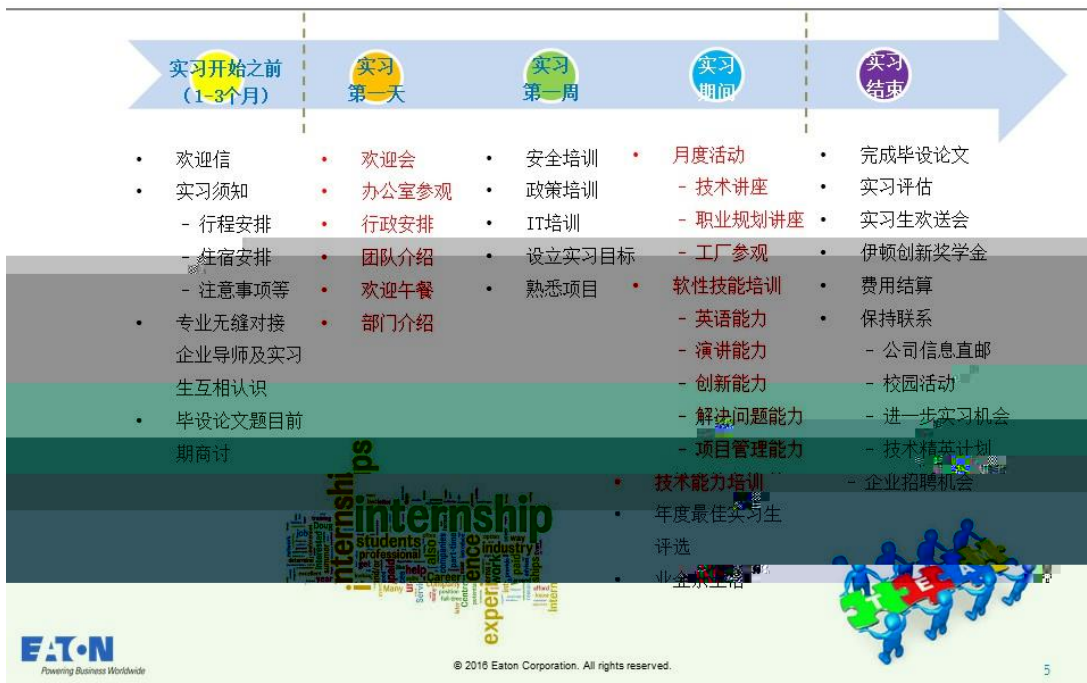 实习开始之前
（1-3个月）
实习
第一天
实习
第一周
实习
期间
实习
结束
• 欢迎信
• 实习须知
- 行程安排
- 住宿安排
- 注意事项等
• 专业无缝对接
企业导师及实习
生互相认识
• 毕设论文题目前
期商讨
• 欢迎会
• 办公室参观
• 行政安排
• 团队介绍
• 欢迎午餐
• 部门介绍
• 安全培训
• 政策培训
• IT培训
• 设立实习目标
• 熟悉项目
• 月度活动
- 技术讲座
- 职业规划讲座
- 工厂参观
• 软性技能培训
- 英语能力
- 演讲能力
- 创新能力
- 解决问题能力
- 项目管理能力
• 技术能力培训
• 年度最佳实习生
评选
• 完成毕设论文
• 实习评估
• 实习生欢送会
• 伊顿创新奖学金
• 费用结算
• 保持联系
- 公司信息直邮
- 校园活动
- 进一步实习机会
- 技术精英计划
- 企业招聘机会
internships
internship
students
professional
also
industry
experience
help
Career
Many
way
EATON
Powering Business Worldwide
© 2016 Eaton Corporation. All rights reserved.
5